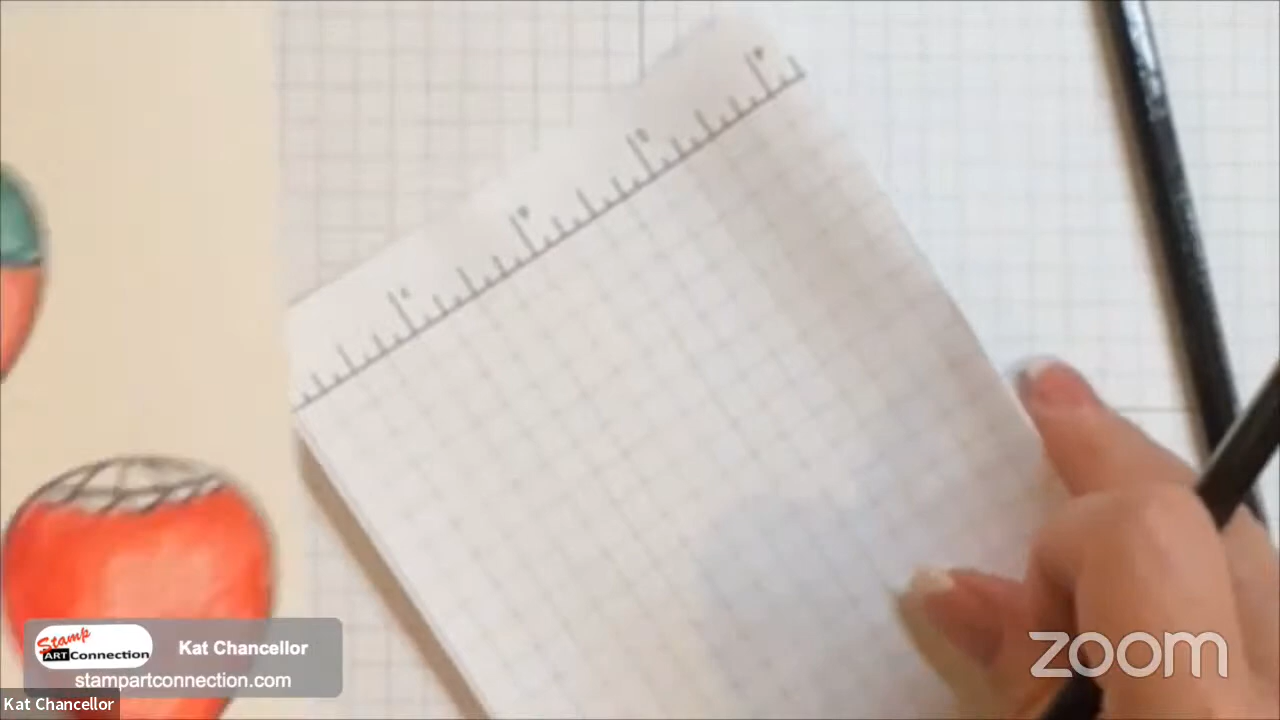 Stamp
ART Connection
Kat Chancellor
stampartconnection.com
Kat Chancellor
zoom